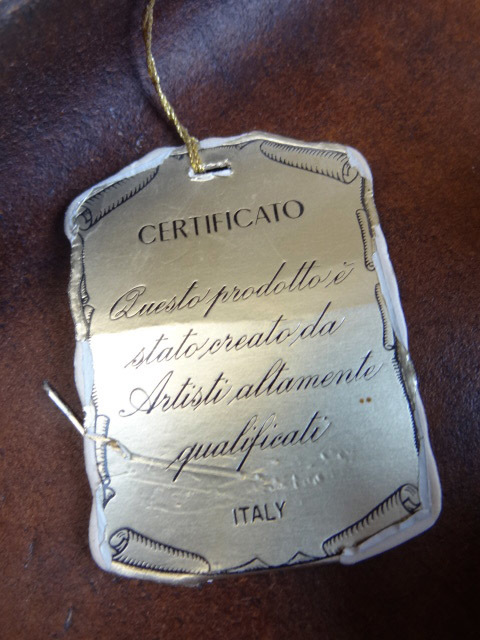 CERTIFICATO
Questo prodotto è
stato creato da
Artisti altamente
qualificati
ITALY